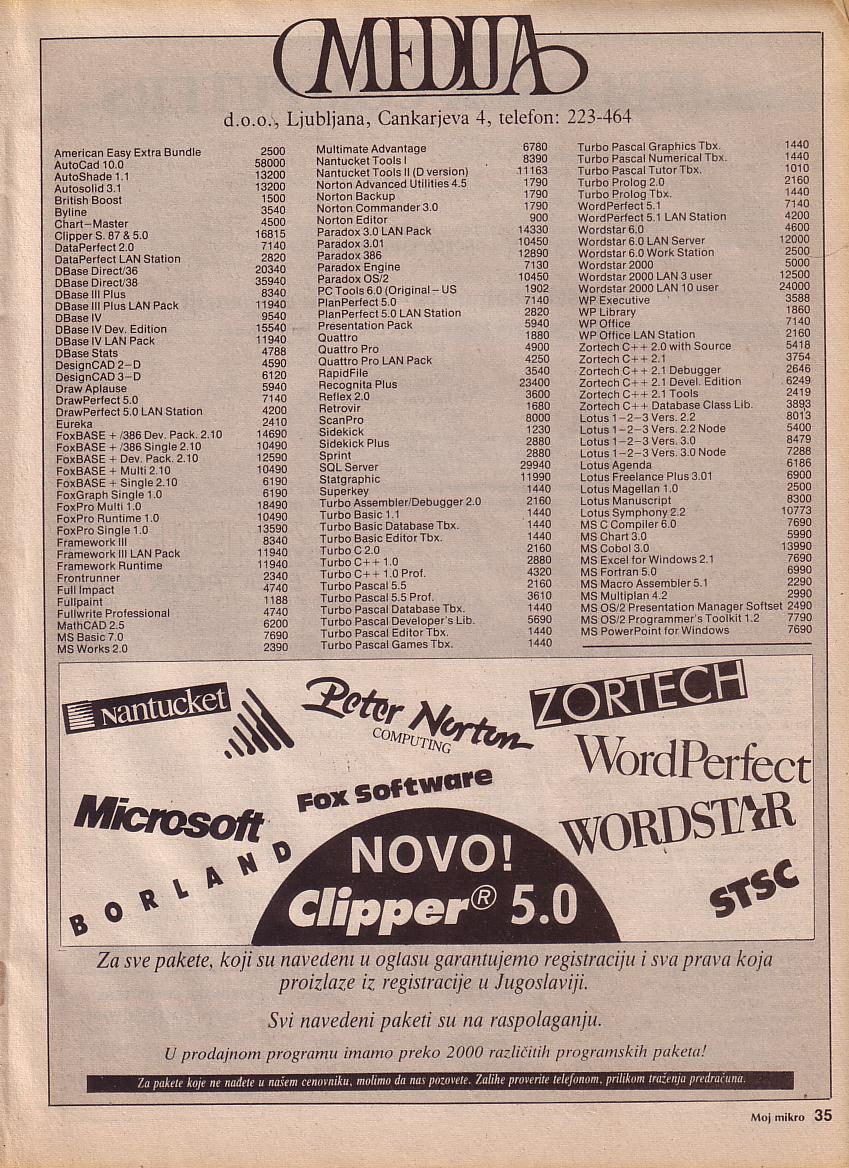 MEDIJA
d.o.o., Ljubljana, Cankarjeva 4, telefon: 223-464
American Easy Extra Bundle 2500
AutoCad 10.0 58000
AutoShade 1.1 13200
Autosolid 3.1 13200
British Boost 1500
Byline 3540
Chart-Master 4500
Clipper S. 87 & 5.0 16815
DataPerfect 2.0 7140
DataPerfect LAN Station 2820
DBase Direct/36 20340
DBase Direct/38 35940
DBase III Plus 8340
DBase III Plus LAN Pack 11940
DBase IV 9540
DBase IV Dev. Edition 15540
DBase IV LAN Pack 11940
DBase Stats 4788
DesignCAD 2-D 4590
DesignCAD 3-D 6120
Draw Aplause 5940
DrawPerfect 5.0 7140
DrawPerfect 5.0 LAN Station 4200
Eureka 2410
FoxBASE + /386 Dev. Pack. 2.10 14690
FoxBASE + /386 Single 2.10 10490
FoxBASE + Dev. Pack. 2.10 12590
FoxBASE + Multi 2.10 10490
FoxBASE + Single 2.10 6190
FoxGraph Single 1.0 6190
FoxPro Multi 1.0 18490
FoxPro Runtime 1.0 10490
FoxPro Single 1.0 13590
Framework III 8340
Framework III LAN Pack 11940
Framework Runtime 11940
Frontrunner 2340
Full Impact 4740
Fullpaint 1188
Fullwrite Professional 4740
MathCAD 2.5 6200
MS Basic 7.0 7690
MS Works 2.0 2390
Multimate Advantage 6780
Nantucket Tools I 8390
Nantucket Tools II (D version) 11163
Norton Advanced Utilities 4.5 1790
Norton Backup 1790
Norton Commander 3.0 1790
Norton Editor 900
Paradox 3.0 LAN Pack 14330
Paradox 3.01 10450
Paradox 386 12890
Paradox Engine 7130
Paradox OS/2 10450
PC Tools 6.0 (Original-US 1902
PlanPerfect 5.0 7140
PlanPerfect 5.0 LAN Station 2820
Presentation Pack 5940
Quattro 1880
Quattro Pro 4900
Quattro Pro LAN Pack 4250
RapidFile 3540
Recognita Plus 23400
Reflex 2.0 3600
Retrovir 1680
ScanPro 8000
Sidekick 1230
Sidekick Plus 2880
Sprint 2880
SQL Server 29940
Statgraphic 11990
Superkey 1440
Turbo Assembler/Debugger 2.0 2160
Turbo Basic 1.1 1440
Turbo Basic Database Tbx. 1440
Turbo Basic Editor Tbx. 1440
Turbo C 2.0 2160
Turbo C++ 1.0 2880
Turbo C++ 1.0 Prof. 4320
Turbo Pascal 5.5 2160
Turbo Pascal 5.5 Prof. 3610
Turbo Pascal Database Tbx. 1440
Turbo Pascal Developer's Lib. 5690
Turbo Pascal Editor Tbx. 1440
Turbo Pascal Games Tbx. 1440
Turbo Pascal Graphics Tbx. 1440
Turbo Pascal Numerical Tbx. 1440
Turbo Pascal Tutor Tbx. 1010
Turbo Prolog 2.0 2160
Turbo Prolog Tbx. 1440
WordPerfect 5.1 7140
WordPerfect 5.1 LAN Station 4200
Wordstar 6.0 4600
Wordstar 6.0 LAN Server 12000
Wordstar 6.0 Work Station 2500
Wordstar 2000 5000
Wordstar 2000 LAN 3 user 12500
Wordstar 2000 LAN 10 user 24000
WP Executive 3588
WP Library 1860
WP Office 7140
WP Office LAN Station 2160
Zortech C++ 2.0 with Source 5418
Zortech C++ 2.1 3754
Zortech C++ 2.1 Debugger 2646
Zortech C++ 2.1 Devel. Edition 6249
Zortech C++ 2.1 Tools 2419
Zortech C++ Database Class Lib. 3893
Lotus 1-2-3 Vers. 2.2 8013
Lotus 1-2-3 Vers. 2.2 Node 5400
Lotus 1-2-3 Vers. 3.0 8479
Lotus 1-2-3 Vers. 3.0 Node 7288
Lotus Agenda 6186
Lotus Freelance Plus 3.01 6900
Lotus Magellan 1.0 2500
Lotus Manuscript 8300
Lotus Symphony 2.2 10773
MS C Compiler 6.0 7690
MS Chart 3.0 5990
MS Cobol 3.0 13990
MS Excel for Windows 2.1 7690
MS Fortran 5.0 6990
MS Macro Assembler 5.1 2290
MS Multiplan 4.2 2990
MS OS/2 Presentation Manager Softset 2490
MS OS/2 Programmer's Toolkit 1.2 7790
MS PowerPoint for Windows 7690
Nantucket
Peter Norton
COMPUTING
ZORTECH
WordPerfect
Fox Software
Microsoft
WORDSTAR
BORLAND
NOVO!
Clipper® 5.0
STSC
Za sve pakete, koji su navedeni u oglasu garantujemo registraciju i sva prava koja
proizlaze iz registracije u Jugoslaviji.
Svi navedeni paketi su na raspolaganju.
U prodajnom programu imamo preko 2000 različitih programskih paketa!
Za pakete koje ne nađete u našem cenovniku, molimo da nas pozovete. Zalihe proverite telefonom, prilikom traženja predračuna.
Moj mikro 35